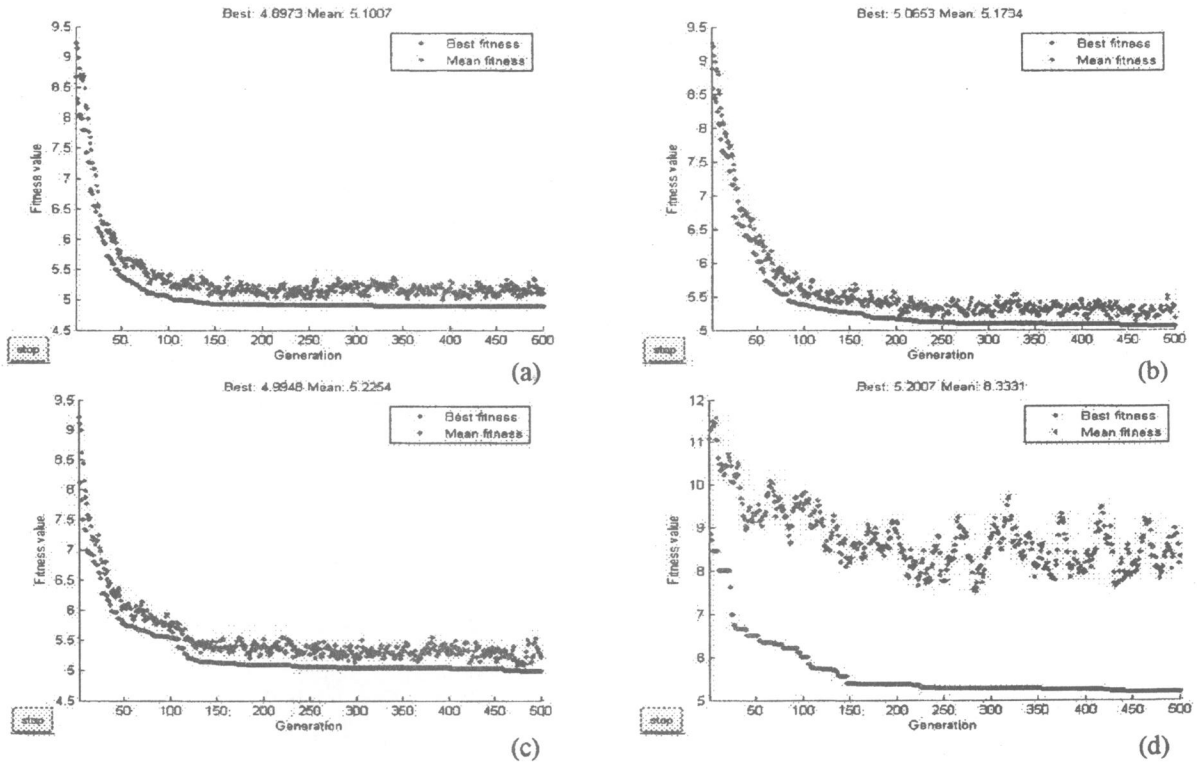 Best: 4.8973 Mean: 5.1007
9.5
9
8.5
8
7.5
7
6.5
6
5.5
5
4.5
Fitness value
Best fitness
Mean fitness
50 100 150 200 250 300 350 400 450 500
Generation
stop
(a)
Best: 5.0653 Mean: 5.1734
9.5
9
8.5
8
7.5
7
6.5
6
5.5
5
Fitness value
Best fitness
Mean fitness
50 100 150 200 250 300 350 400 450 500
Generation
stop
(b)
Best: 4.9948 Mean: 5.2254
9.5
9
8.5
8
7.5
7
6.5
6
5.5
5
4.5
Fitness value
Best fitness
Mean fitness
50 100 150 200 250 300 350 400 450 500
Generation
stop
(c)
Best: 5.2007 Mean: 8.3331
12
11
10
9
8
7
6
5
Fitness value
Best fitness
Mean fitness
50 100 150 200 250 300 350 400 450 500
Generation
stop
(d)